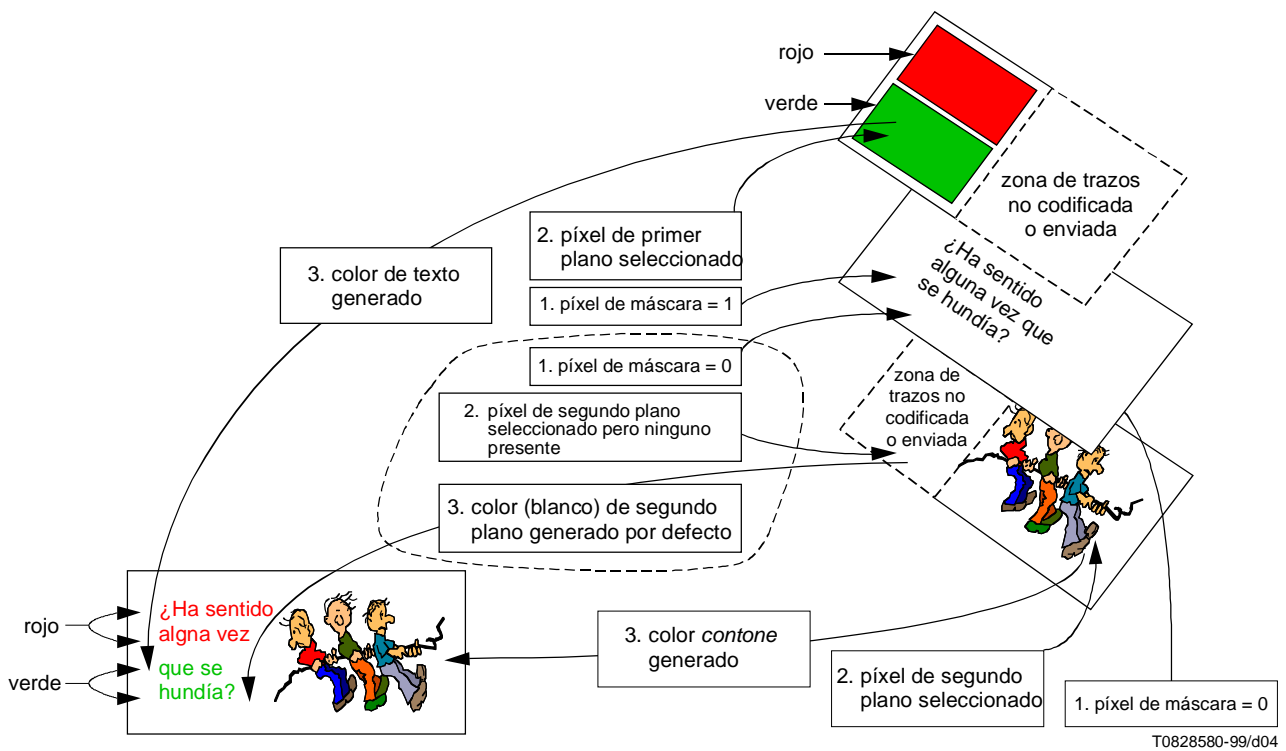 rojo
verde
zona de trazos
no codificada
o enviada
2. píxel de primer
plano seleccionado
3. color de texto
generado
1. píxel de máscara = 1
¿Ha sentido
alguna vez que
se hundía?
1. píxel de máscara = 0
2. píxel de segundo plano
seleccionado pero ninguno
presente
zona de
trazos no
codificada
o enviada
3. color (blanco) de segundo
plano generado por defecto
rojo
verde
¿Ha sentido
algna vez
que se
hundía?
3. color contone
generado
2. píxel de segundo
plano seleccionado
1. píxel de máscara = 0
T0828580-99/d04